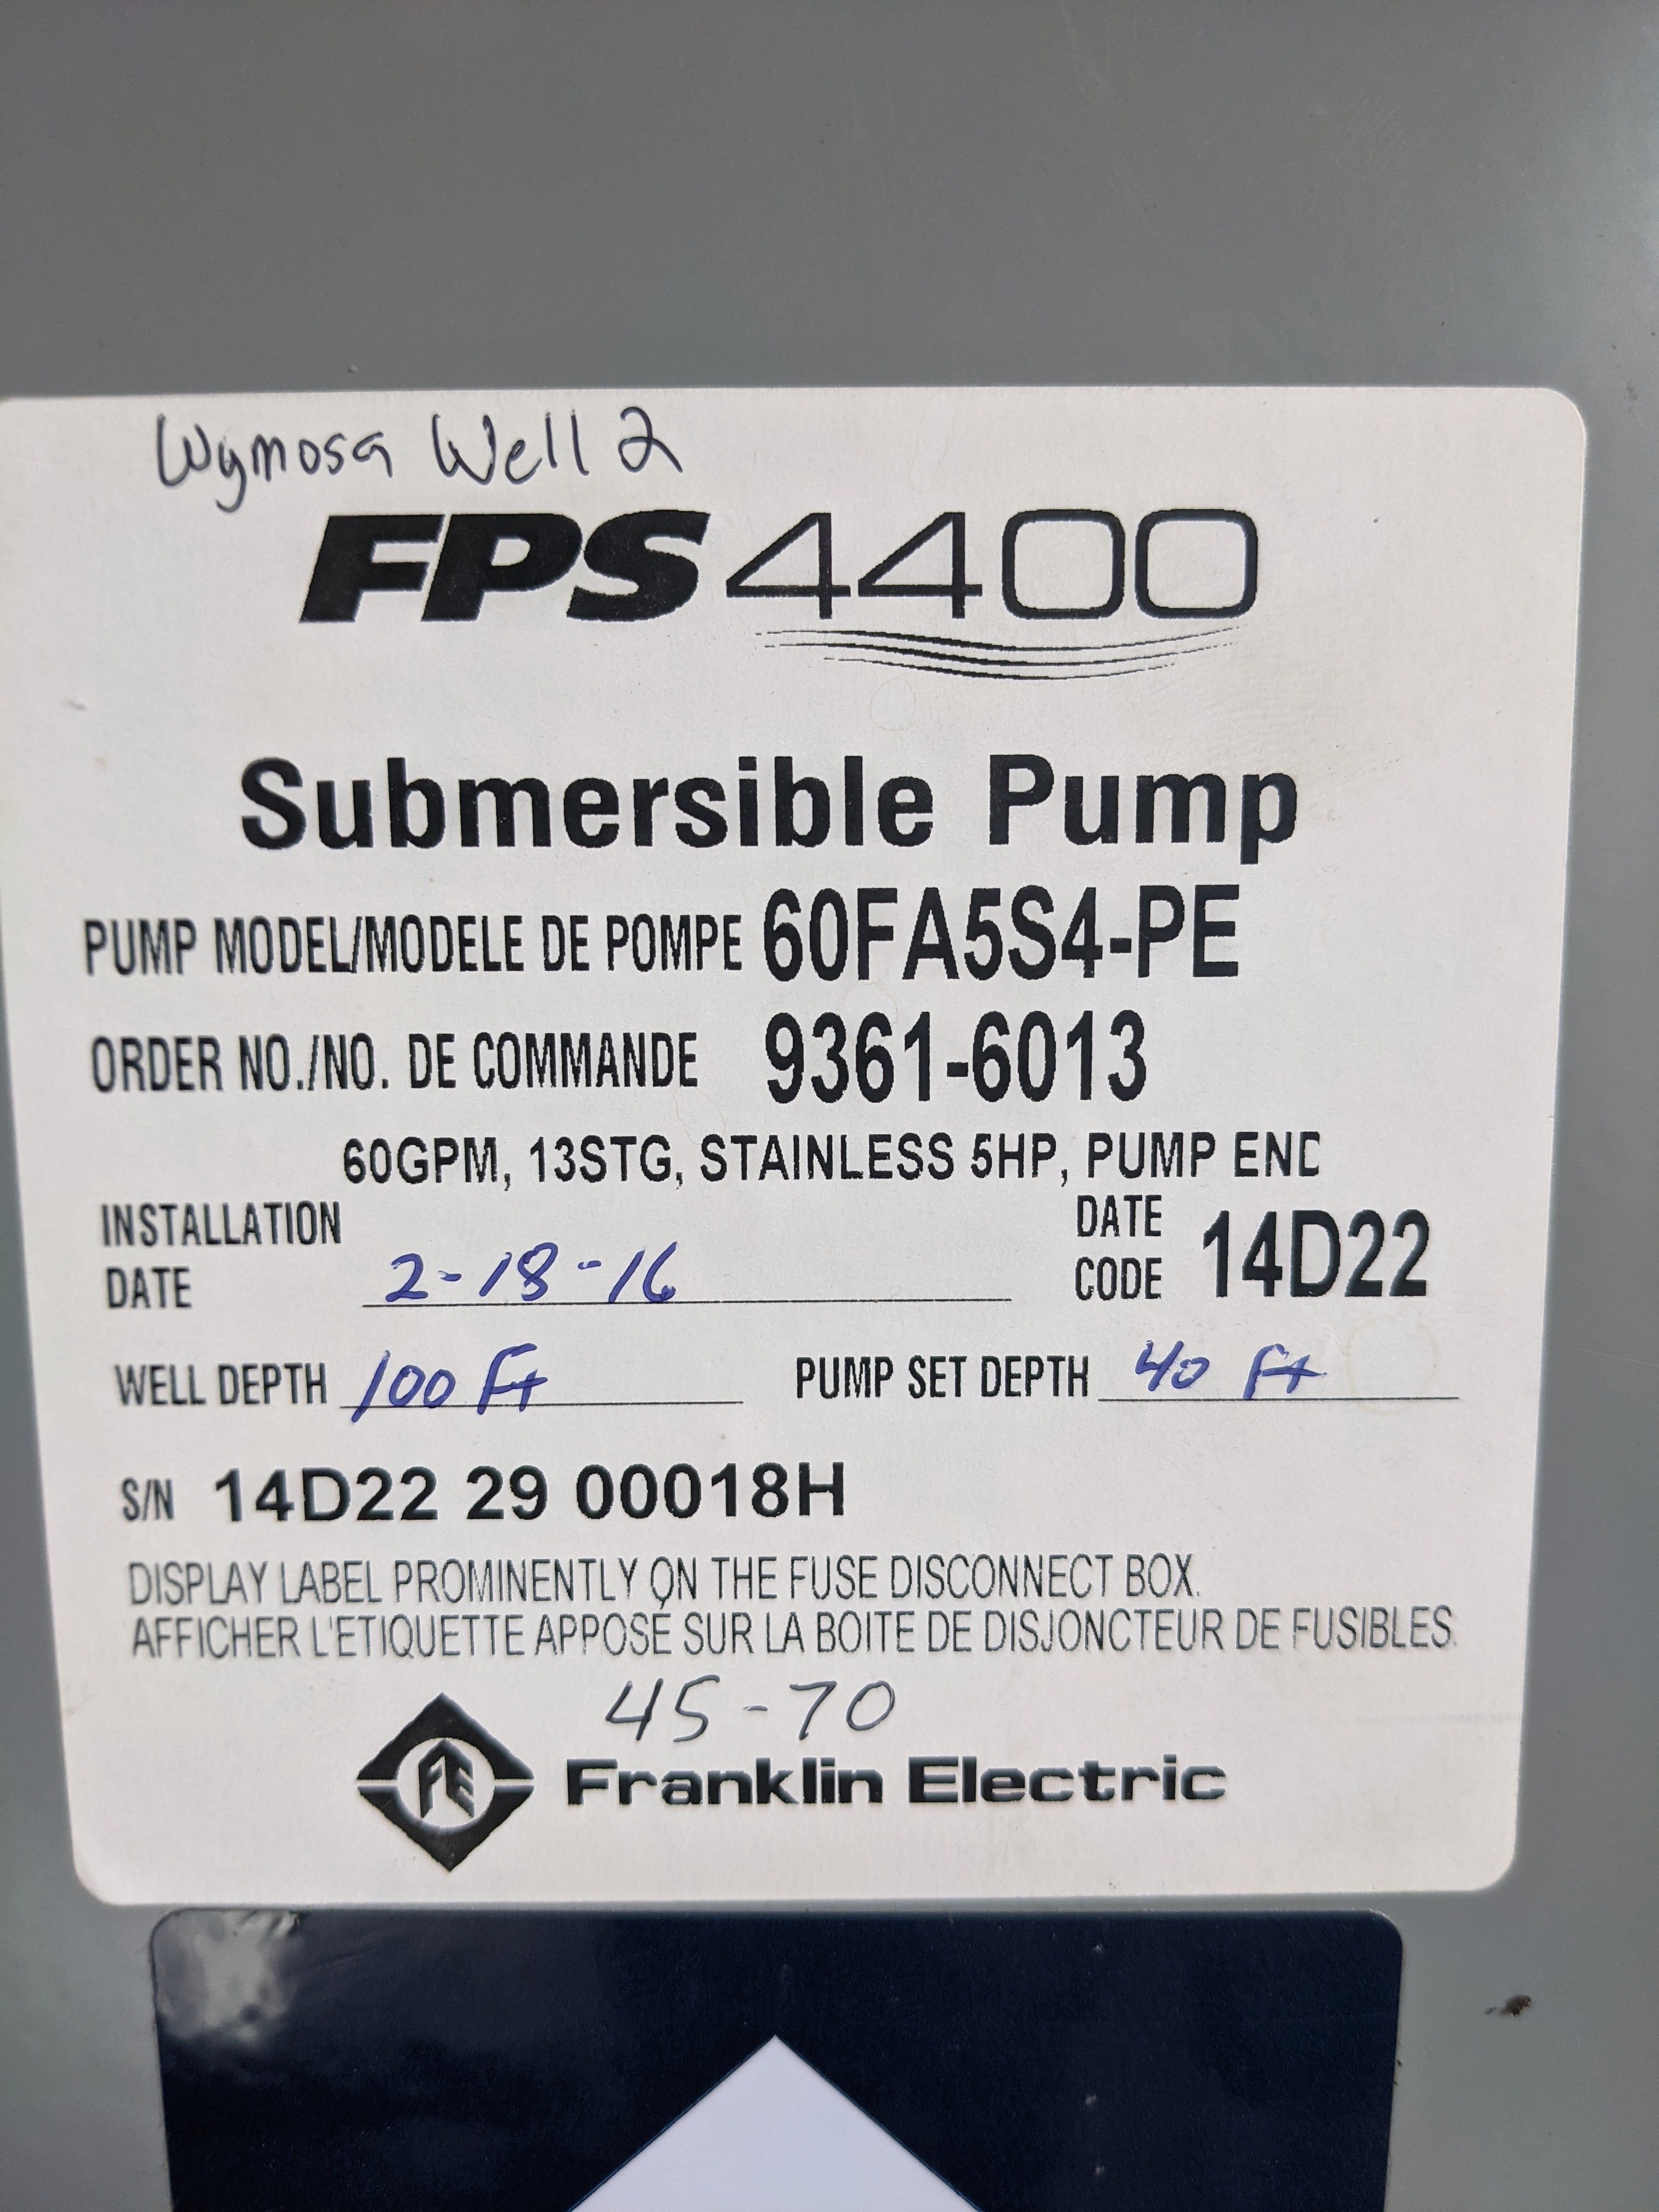 Wymosa Well 2
FPS 4400
Submersible Pump
PUMP MODEL/MODELE DE POMPE 60FA5S4-PE
ORDER NO./NO. DE COMMANDE 9361-6013
60GPM, 13STG, STAINLESS 5HP, PUMP END
INSTALLATION DATE 2-18-16
DATE CODE 14D22
WELL DEPTH 100 Ft PUMP SET DEPTH 40 Ft
S/N 14D22 29 00018H
DISPLAY LABEL PROMINENTLY ON THE FUSE DISCONNECT BOX.
AFFICHER L'ETIQUETTE APPOSÉ SUR LA BOITE DE DISJONCTEUR DE FUSIBLES.
45-70
FE Franklin Electric